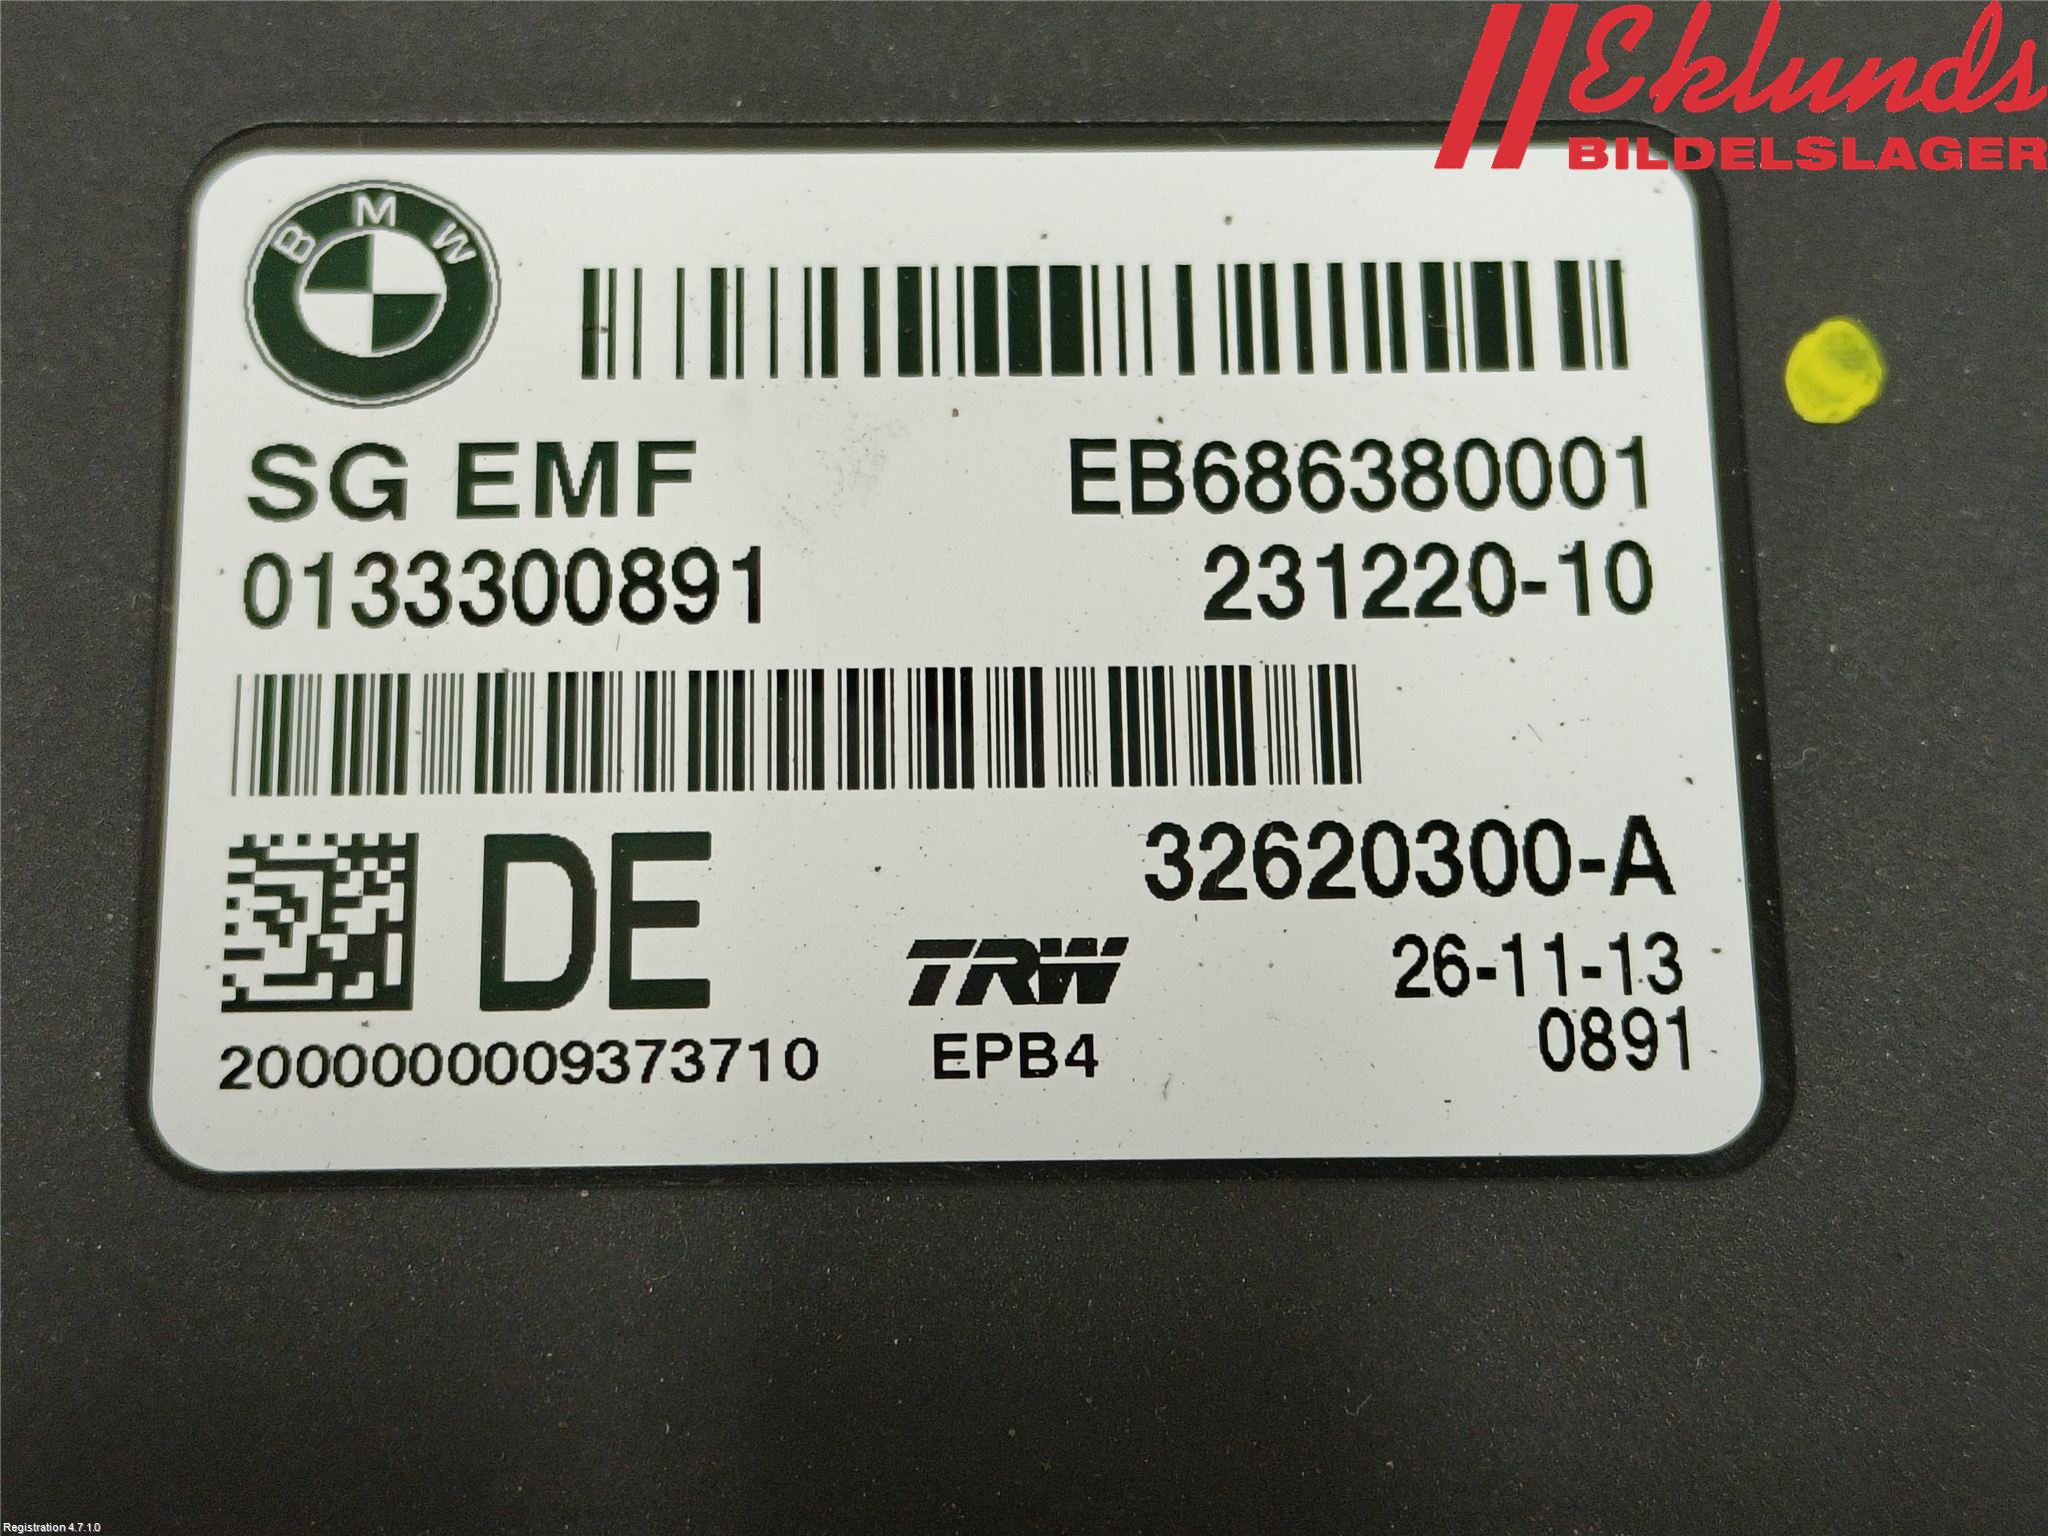 Eklunds
BILDELSLAGER
BMW
SG EMF EB686380001
0133300891 231220-10
DE 32620300-A
TRW 26-11-13
2000000009373710 EPB4 0891
Registration 4.7.1.0